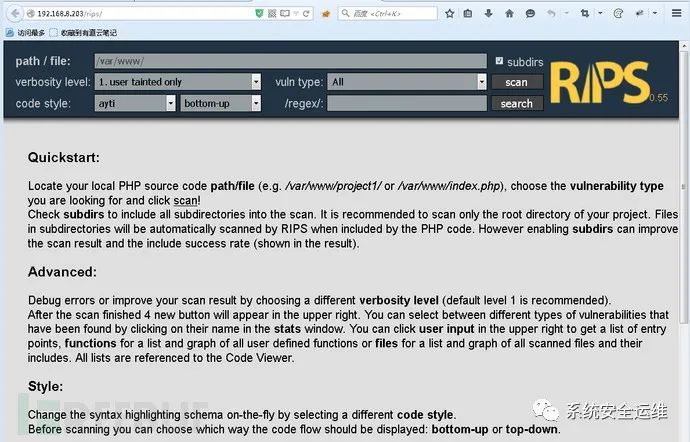 192.168.8.203/rips/
百度 <Ctrl+K>
访问最多 收藏到有道云笔记
path / file: /var/www/ subdirs
verbosity level: 1. user tainted only vuln type: All scan
code style: ayti bottom-up /regex/: search
RIPS 0.55
Quickstart:
Locate your local PHP source code path/file (e.g. /var/www/project1/ or /var/www/index.php), choose the vulnerability type
you are looking for and click scan!
Check subdirs to include all subdirectories into the scan. It is recommended to scan only the root directory of your project. Files
in subdirectories will be automatically scanned by RIPS when included by the PHP code. However enabling subdirs can improve
the scan result and the include success rate (shown in the result).
Advanced:
Debug errors or improve your scan result by choosing a different verbosity level (default level 1 is recommended).
After the scan finished 4 new button will appear in the upper right. You can select between different types of vulnerabilities that
have been found by clicking on their name in the stats window. You can click user input in the upper right to get a list of entry
points, functions for a list and graph of all user defined functions or files for a list and graph of all scanned files and their
includes. All lists are referenced to the Code Viewer.
Style:
Change the syntax highlighting schema on-the-fly by selecting a different code style.
Before scanning you can choose which way the code flow should be displayed: bottom-up or top-down.
系统安全运维